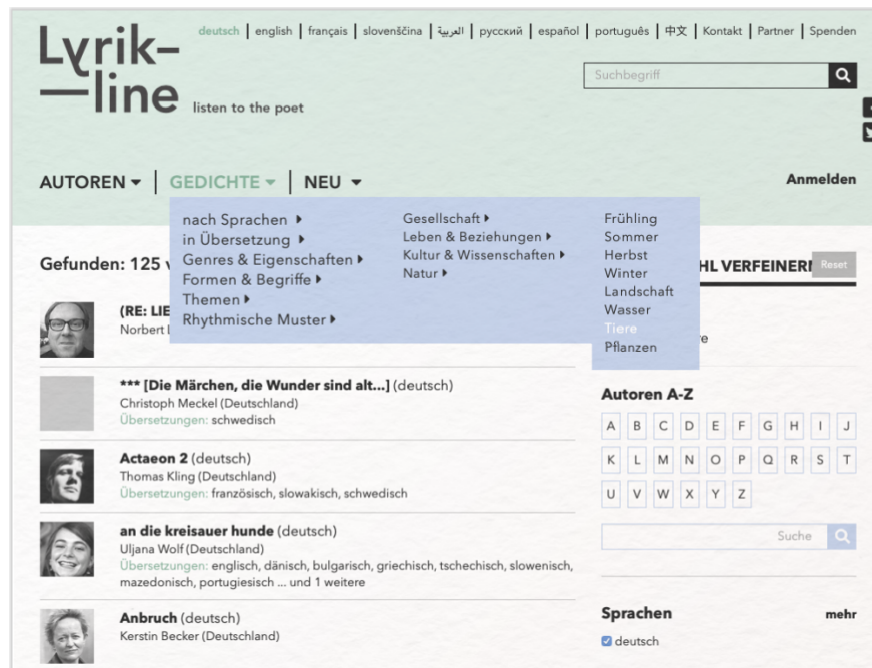 Lyrik-
—line
listen to the poet
deutsch | english | français | slovenščina | العربية | русский | español | português | 中文 | Kontakt | Partner | Spenden
Suchbegriff
AUTOREN | GEDICHTE | NEU
Anmelden
nach Sprachen
in Übersetzung
Genres & Eigenschaften
Formen & Begriffe
Themen
Rhythmische Muster
Gesellschaft
Leben & Beziehungen
Kultur & Wissenschaften
Natur
Frühling
Sommer
Herbst
Winter
Landschaft
Wasser
Tiere
Pflanzen
Gefunden: 125
(RE: LIE
Norbert
*** [Die Märchen, die Wunder sind alt...] (deutsch)
Christoph Meckel (Deutschland)
Übersetzungen: schwedisch
Actaeon 2 (deutsch)
Thomas Kling (Deutschland)
Übersetzungen: französisch, slowakisch, schwedisch
an die kreisauer hunde (deutsch)
Uljana Wolf (Deutschland)
Übersetzungen: englisch, dänisch, bulgarisch, griechisch, tschechisch, slowenisch,
mazedonisch, portugiesisch ... und 1 weitere
Anbruch (deutsch)
Kerstin Becker (Deutschland)
HL VERFEINERN
Reset
re
Autoren A-Z
A B C D E F G H I J
K L M N O P Q R S T
U V W X Y Z
Suche
Sprachen
mehr
deutsch